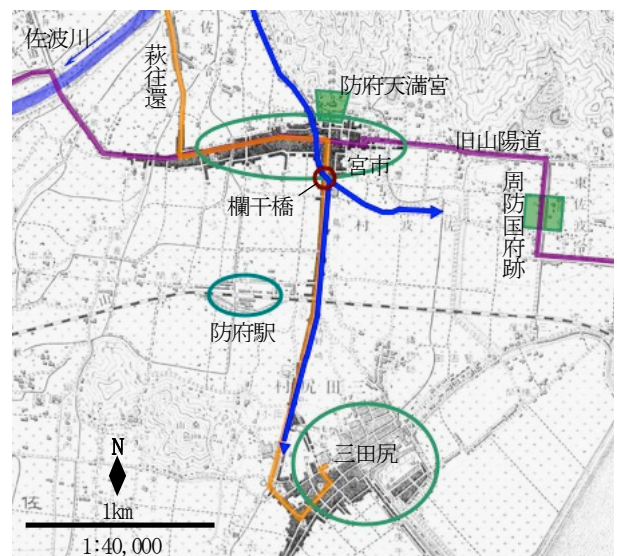 佐波川
萩往還
防府天満宮
旧山陽道
宮市
欄干橋
周防国府跡
防府駅
三田尻
N
1km
1:40,000